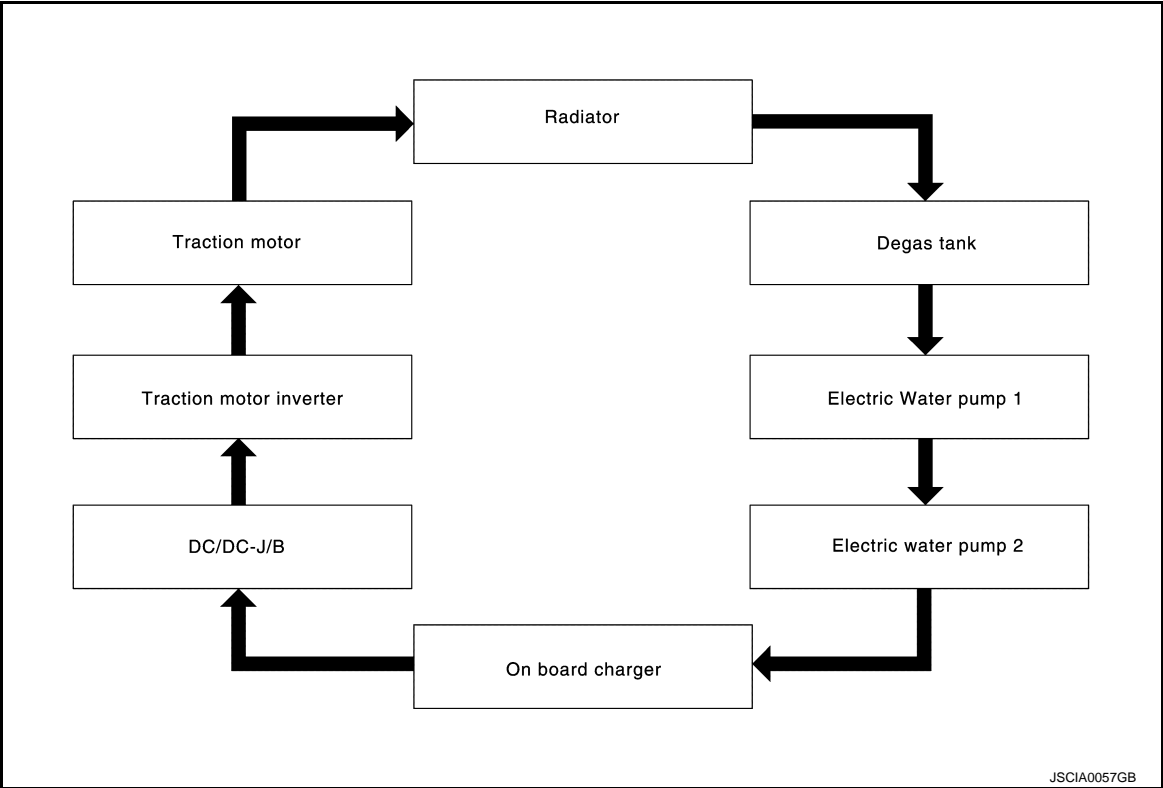 Radiator
Traction motor
Degas tank
Traction motor inverter
Electric Water pump 1
DC/DC-J/B
Electric water pump 2
On board charger
JSCIA0057GB